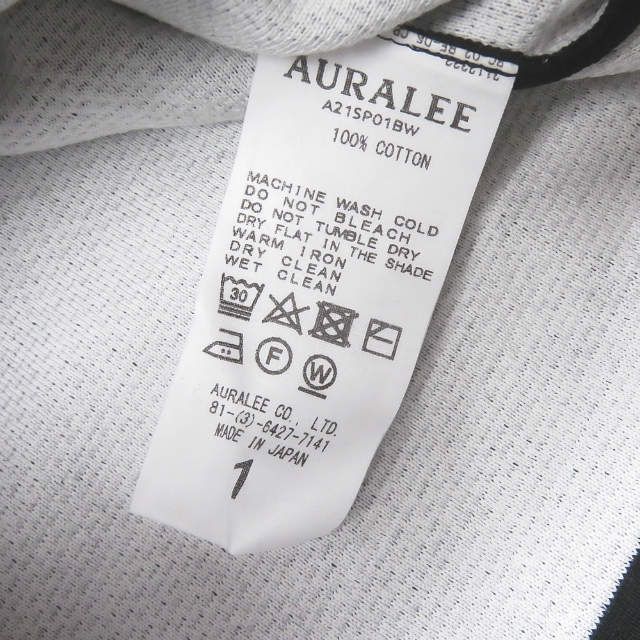 AURALEE
A21SP01BW
100% COTTON
MACHINE WASH COLD
DO NOT BLEACH
DO NOT TUMBLE DRY
DRY FLAT IN THE SHADE
WARM IRON
DRY CLEAN
WET CLEAN
30
F W
AURALEE CO., LTD.
81-(3)-6427-7141
MADE IN JAPAN
1